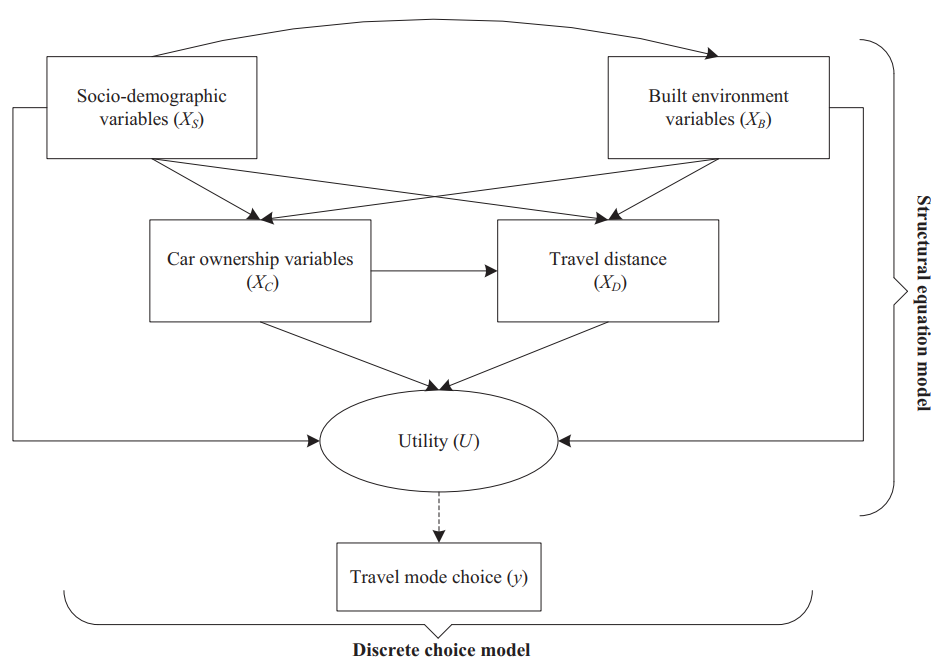 Socio-demographic
variables (X_S)
Built environment
variables (X_B)
Car ownership variables
(X_C)
Travel distance
(X_D)
Structural equation model
Utility (U)
Travel mode choice (y)
Discrete choice model